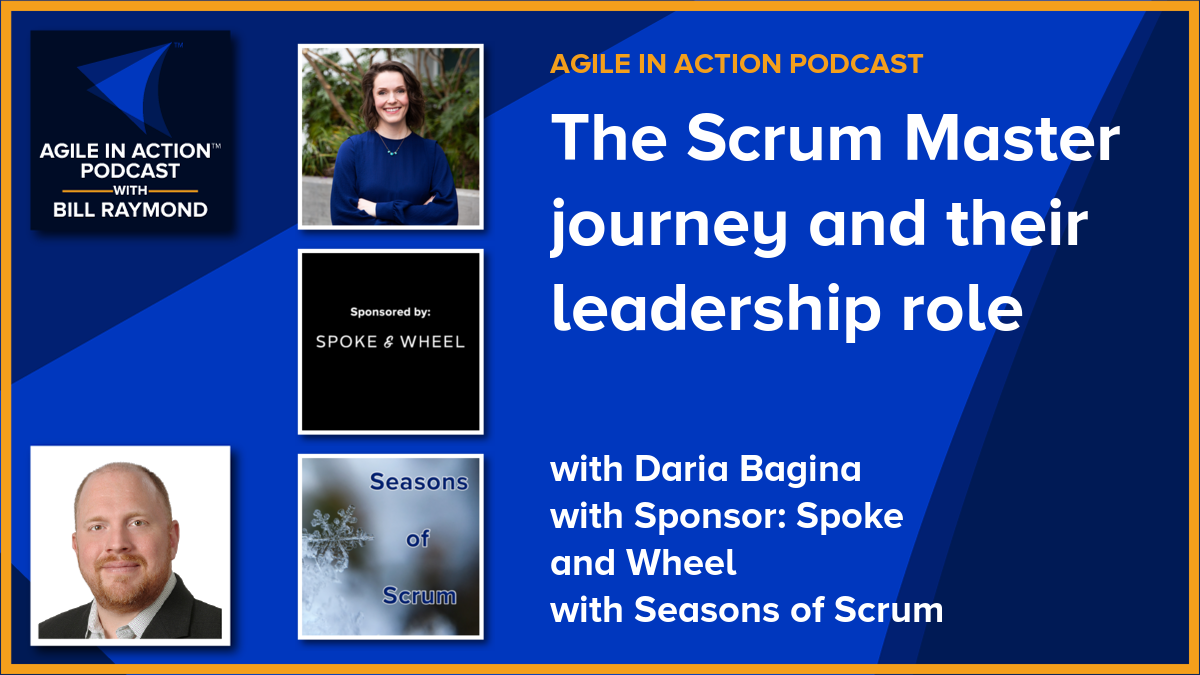 ™
AGILE IN ACTION™
PODCAST
WITH
BILL RAYMOND
Sponsored by:
SPOKE & WHEEL
Seasons
of
Scrum
AGILE IN ACTION PODCAST
The Scrum Master
journey and their
leadership role
with Daria Bagina
with Sponsor: Spoke
and Wheel
with Seasons of Scrum